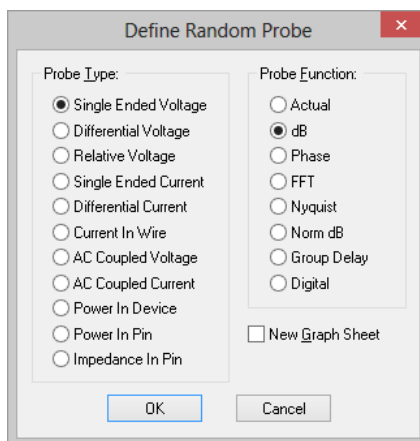 Define Random Probe
Probe Type:
Single Ended Voltage
Differential Voltage
Relative Voltage
Single Ended Current
Differential Current
Current In Wire
AC Coupled Voltage
AC Coupled Current
Power In Device
Power In Pin
Impedance In Pin
Probe Function:
Actual
dB
Phase
FFT
Nyquist
Norm dB
Group Delay
Digital
New Graph Sheet
OK
Cancel